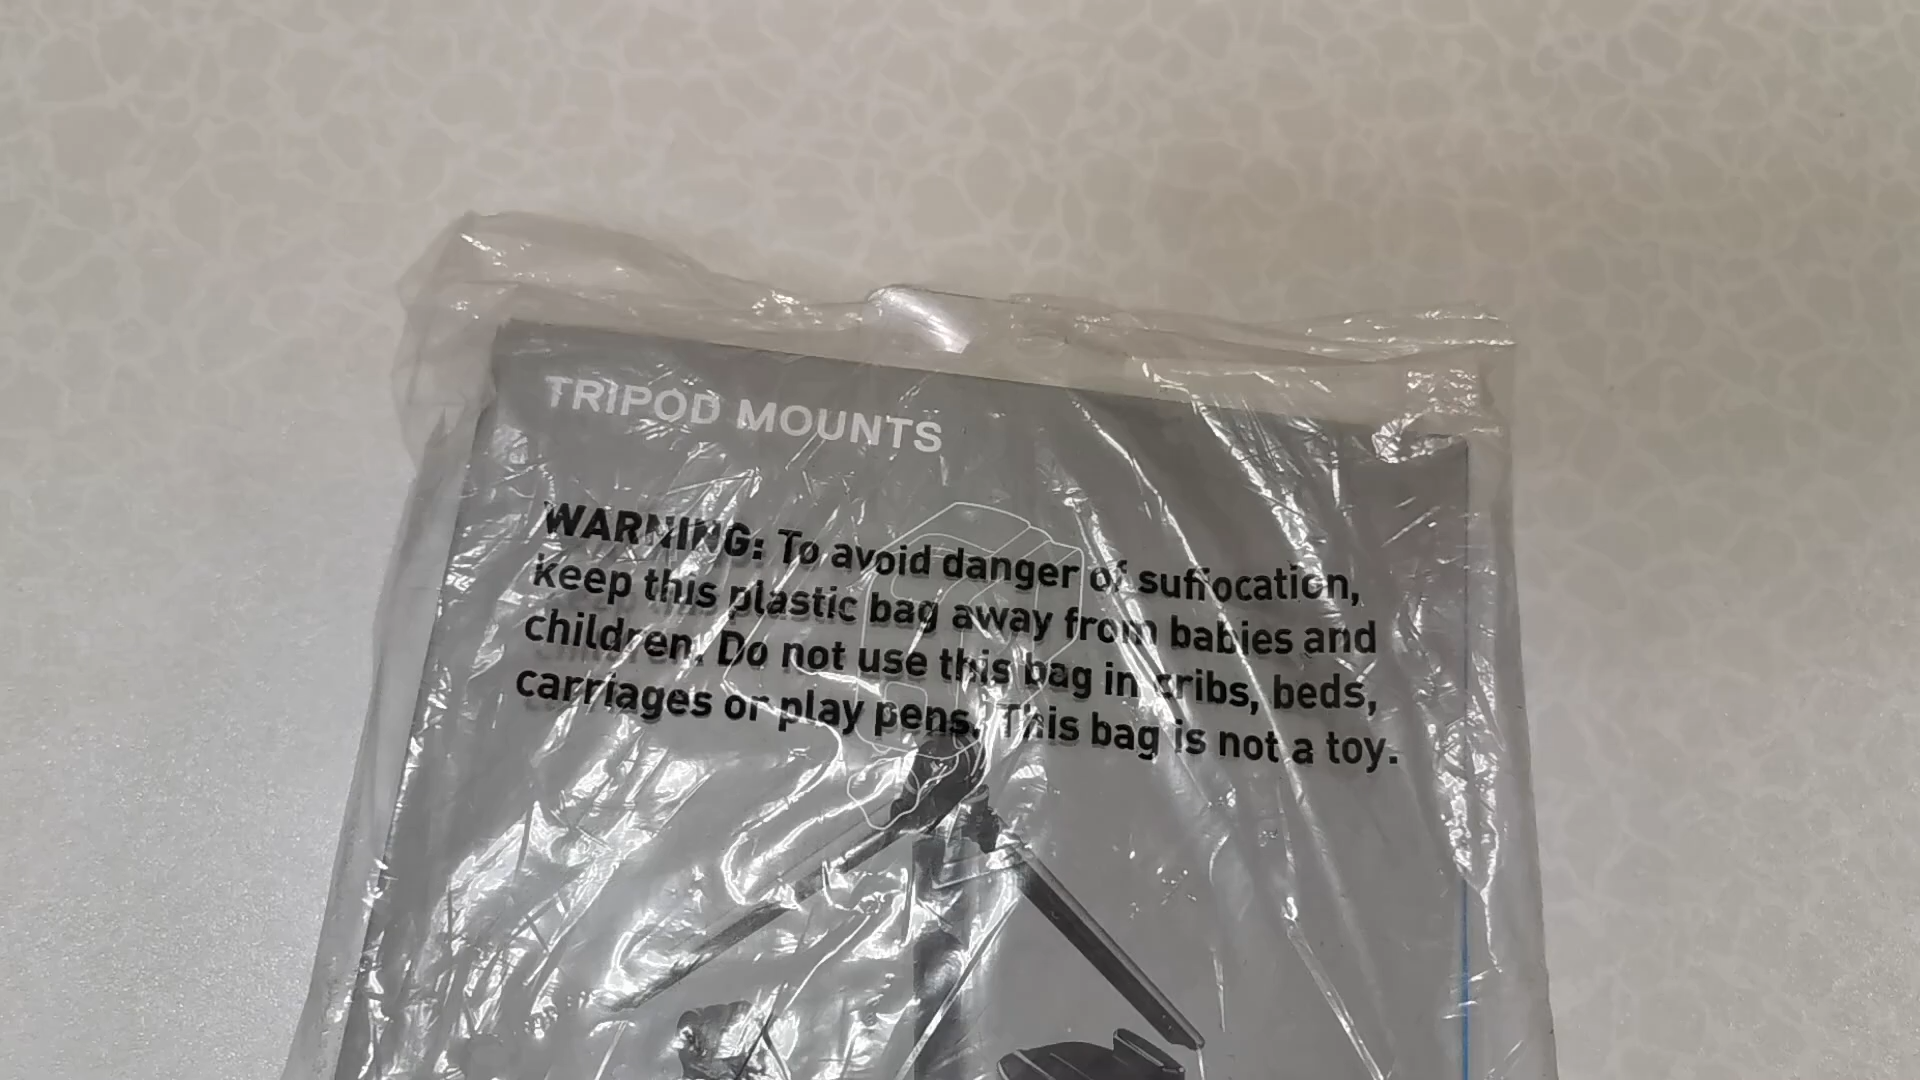 TRIPOD MOUNTS
WARNING: To avoid danger of suffocation,
keep this plastic bag away from babies and
children. Do not use this bag in cribs, beds,
carriages or play pens. This bag is not a toy.